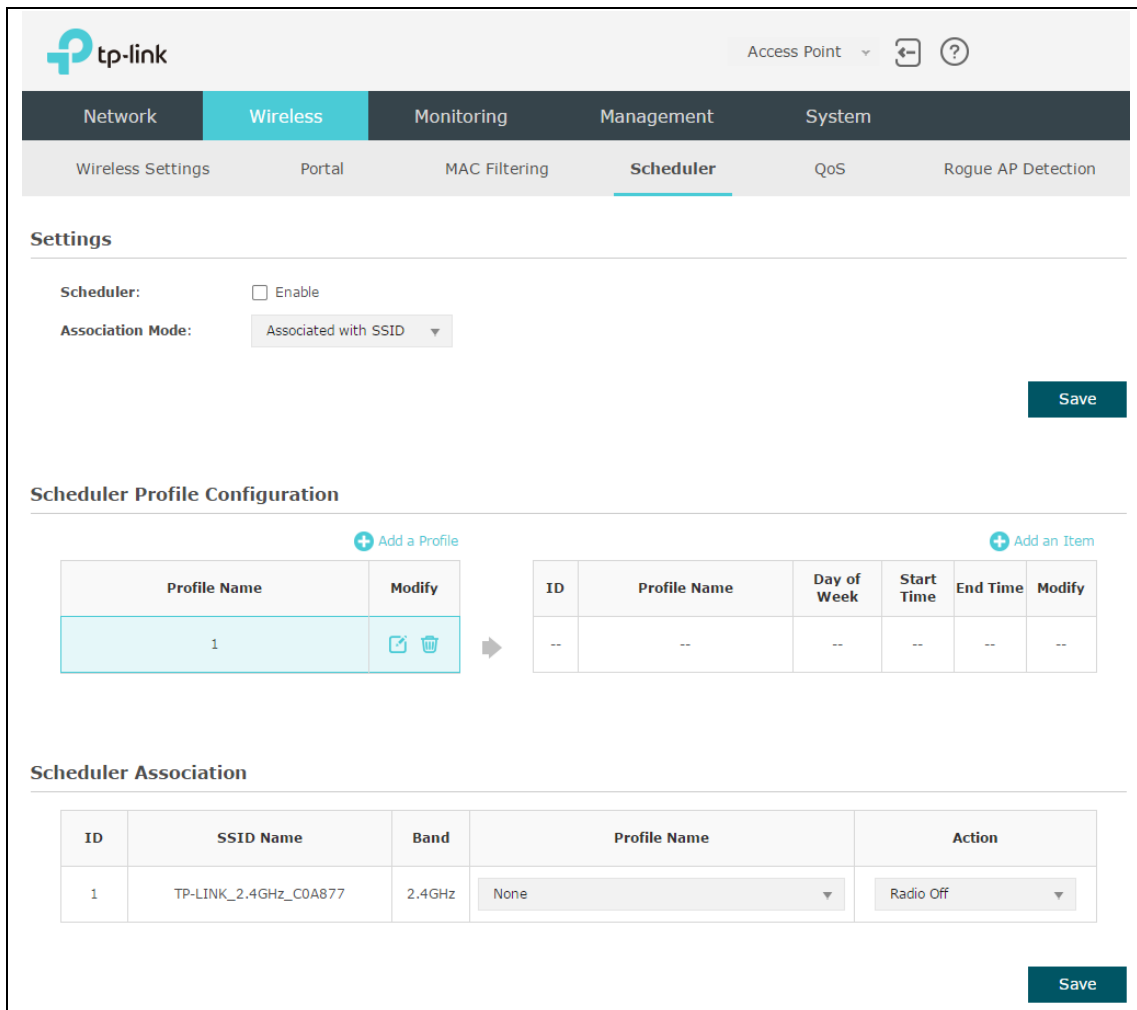 tp-link
Access Point
?
Network Wireless Monitoring Management System
Wireless Settings Portal MAC Filtering Scheduler QoS Rogue AP Detection
Settings
Scheduler: Enable
Association Mode: Associated with SSID
Save
Scheduler Profile Configuration
Add a Profile
Profile Name Modify
1
Add an Item
ID Profile Name Day of Week Start Time End Time Modify
-- -- -- -- -- --
Scheduler Association
ID SSID Name Band Profile Name Action
1 TP-LINK_2.4GHz_C0A877 2.4GHz None Radio Off
Save